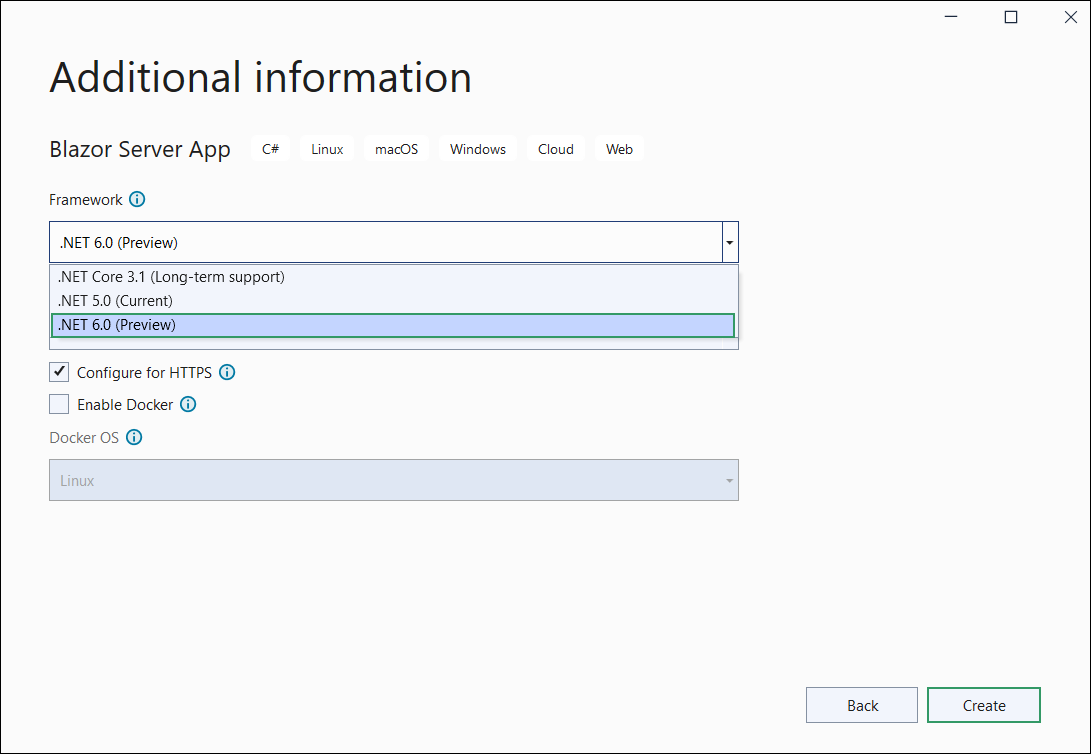 Additional information
Blazor Server App C# Linux macOS Windows Cloud Web
Framework
.NET 6.0 (Preview)
.NET Core 3.1 (Long-term support)
.NET 5.0 (Current)
.NET 6.0 (Preview)
Configure for HTTPS
Enable Docker
Docker OS
Linux
Back Create